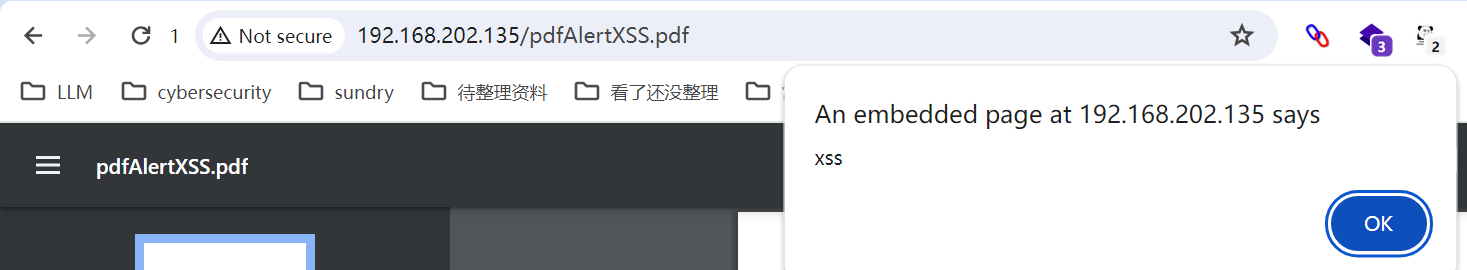 1 Not secure 192.168.202.135/pdfAlertXSS.pdf 3 2
LLM cybersecurity sundry 待整理资料 看了还没整理
An embedded page at 192.168.202.135 says
xss
pdfAlertXSS.pdf
OK